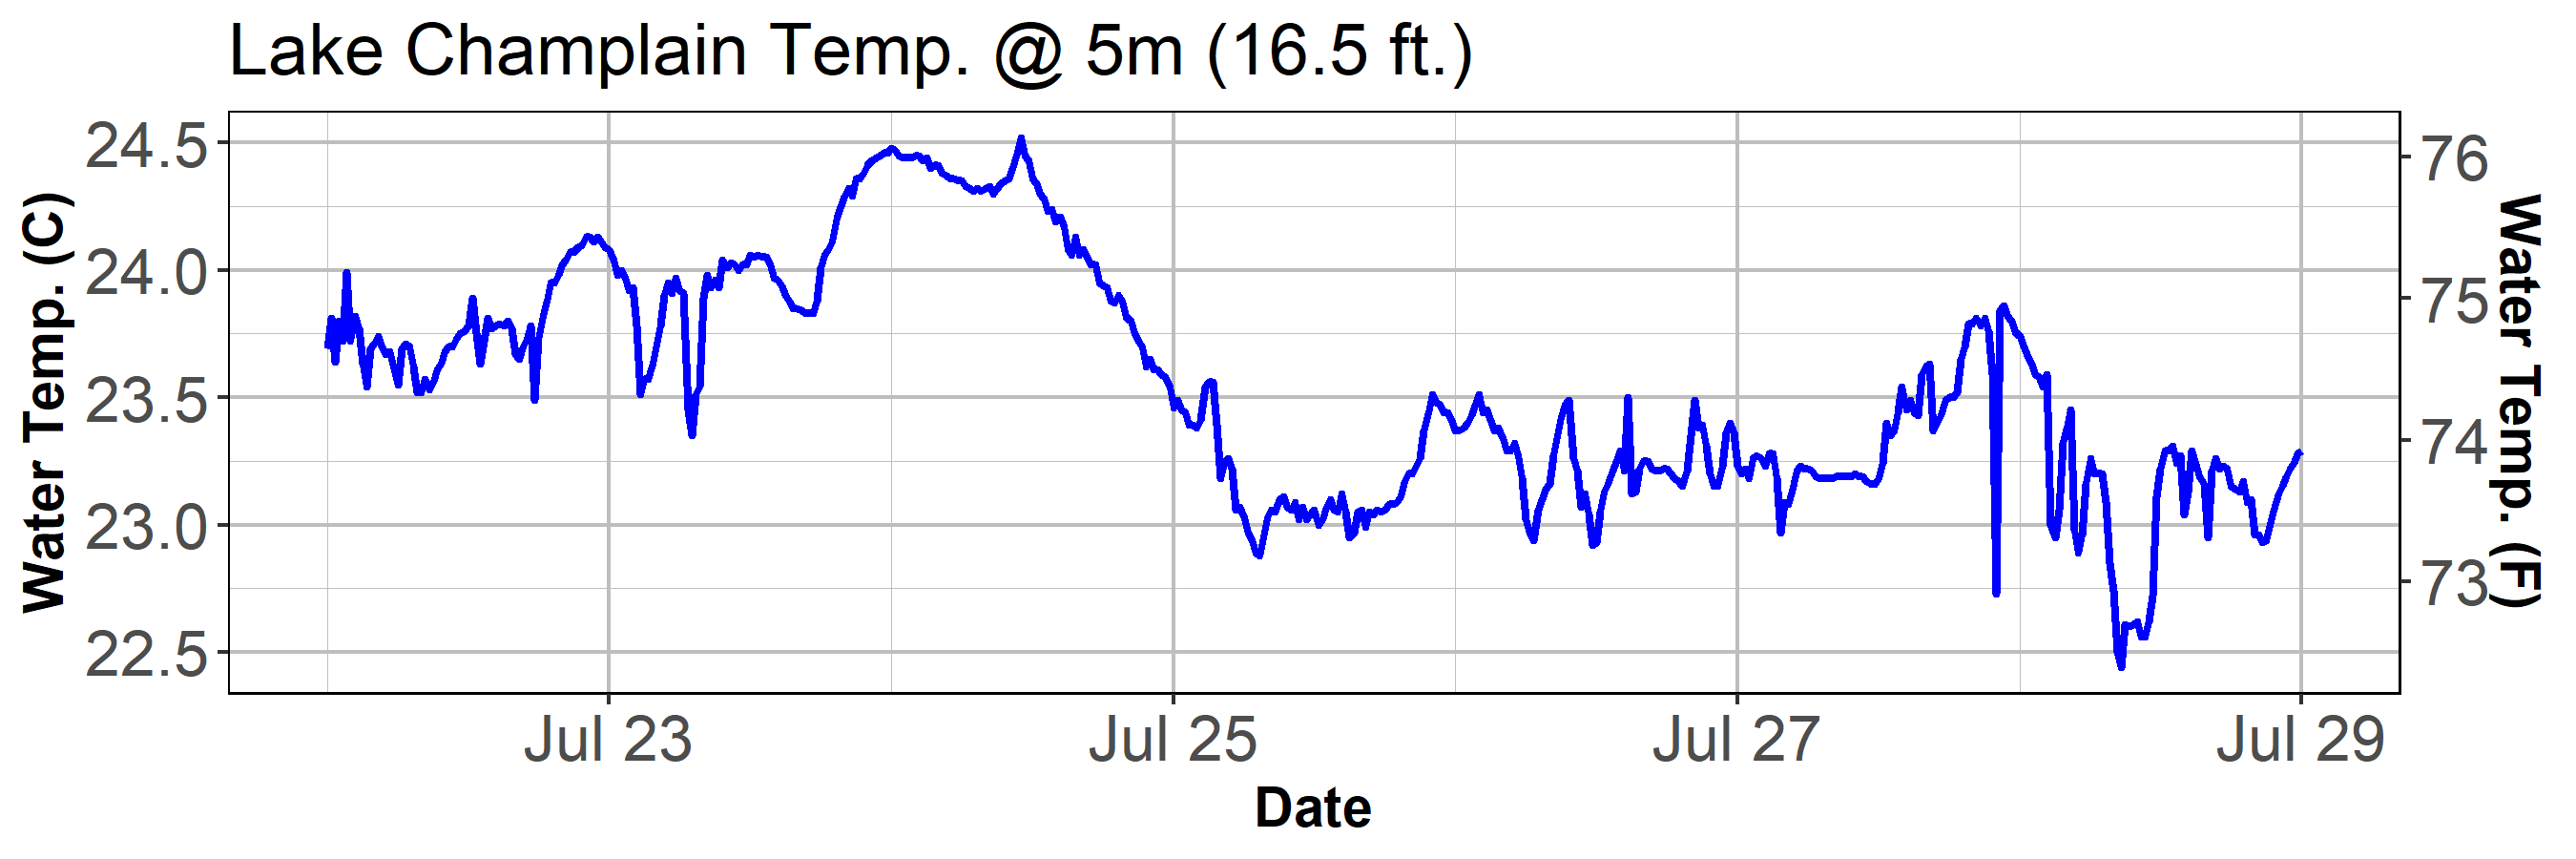 Lake Champlain Temp. @ 5m (16.5 ft.)
Water Temp. (C)
24.5
24.0
23.5
23.0
22.5
76
75
74
73
Water Temp. (F)
Jul 23
Jul 25
Jul 27
Jul 29
Date